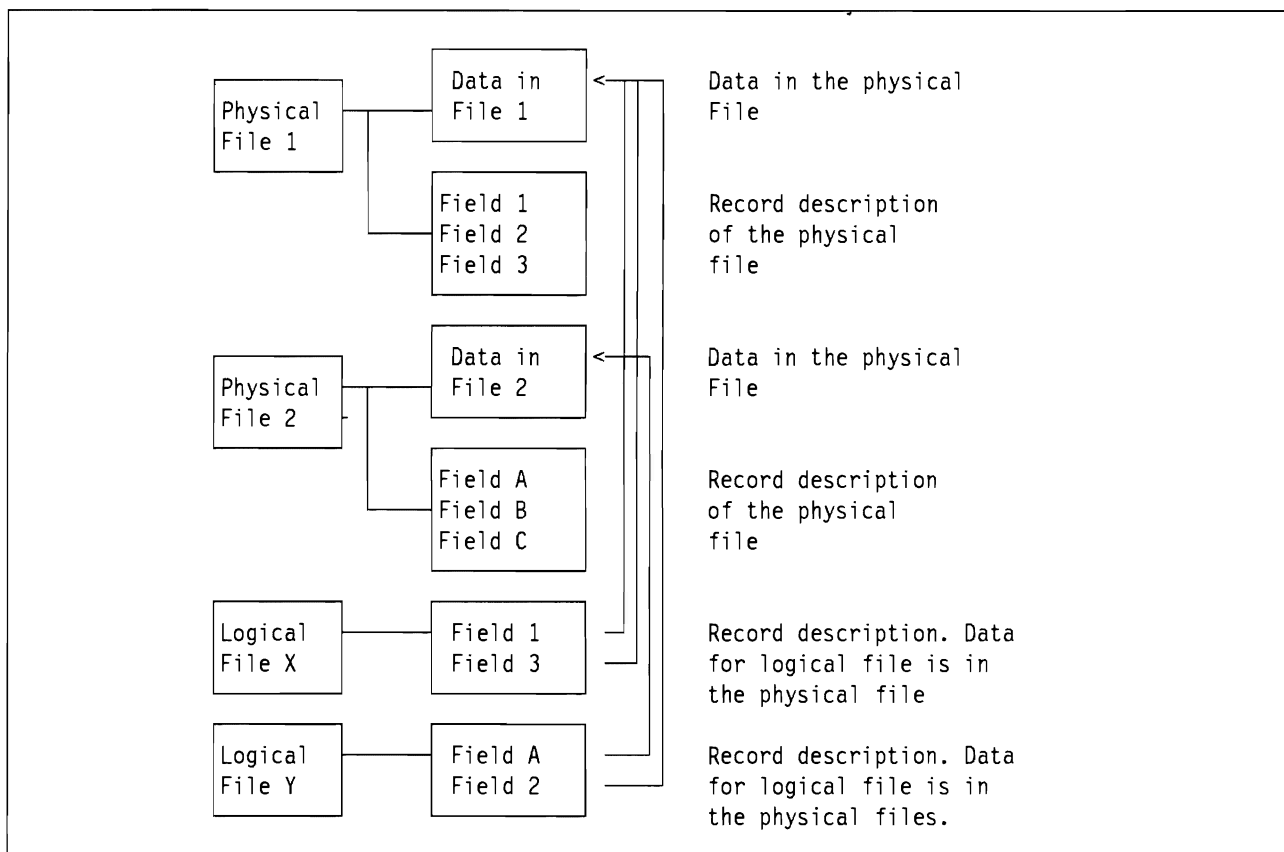 Physical
File 1
Data in
File 1
Data in the physical
File
Field 1
Field 2
Field 3
Record description
of the physical
file
Physical
File 2
Data in
File 2
Data in the physical
File
Field A
Field B
Field C
Record description
of the physical
file
Logical
File X
Field 1
Field 3
Record description. Data
for logical file is in
the physical file
Logical
File Y
Field A
Field 2
Record description. Data
for logical file is in
the physical files.